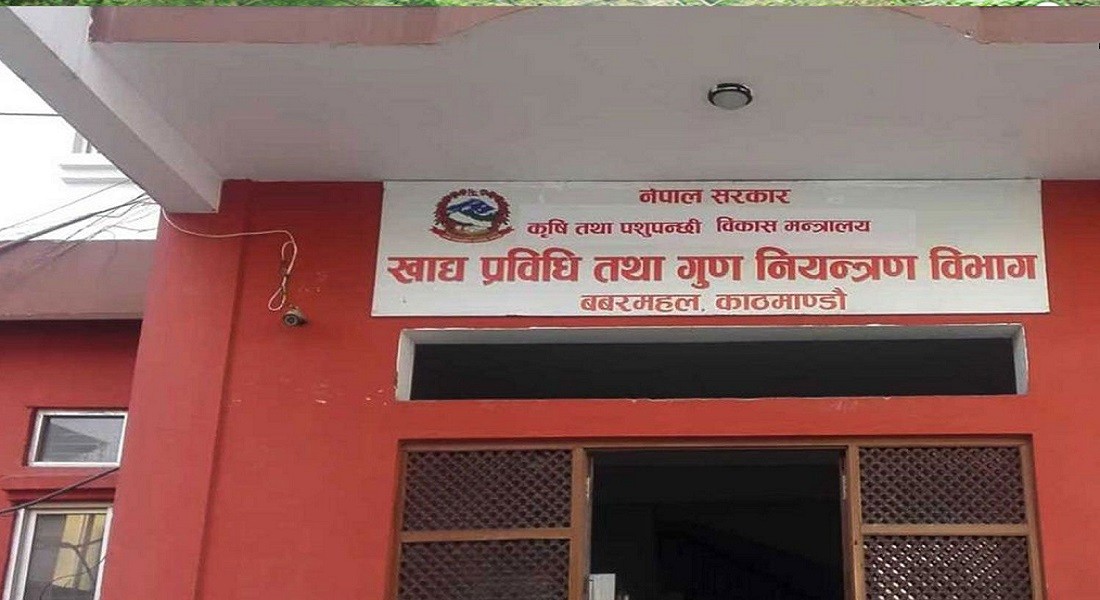 नेपाल सरकार
कृषि तथा पशुपन्छी विकास मन्त्रालय
खाद्य प्रविधि तथा गुण नियन्त्रण विभाग
बबरमहल, काठमाण्डौ